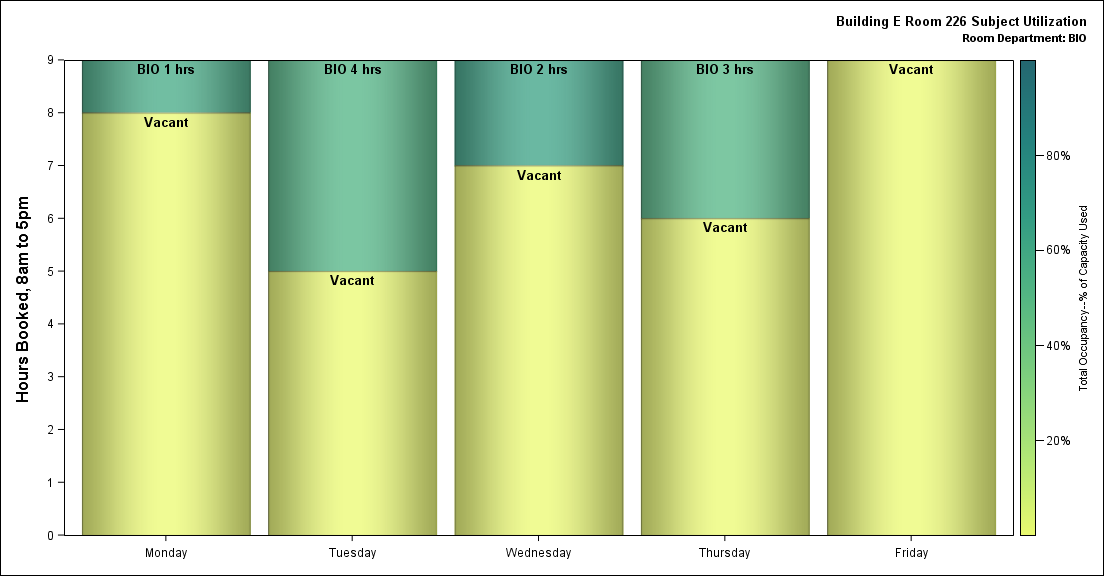 Building E Room 226 Subject Utilization
Room Department: BIO
Hours Booked, 8am to 5pm
9
8
7
6
5
4
3
2
1
0
BIO 1 hrs
Vacant
BIO 4 hrs
Vacant
BIO 2 hrs
Vacant
BIO 3 hrs
Vacant
Vacant
Monday
Tuesday
Wednesday
Thursday
Friday
80%
60%
40%
20%
Total Occupancy--% of Capacity Used